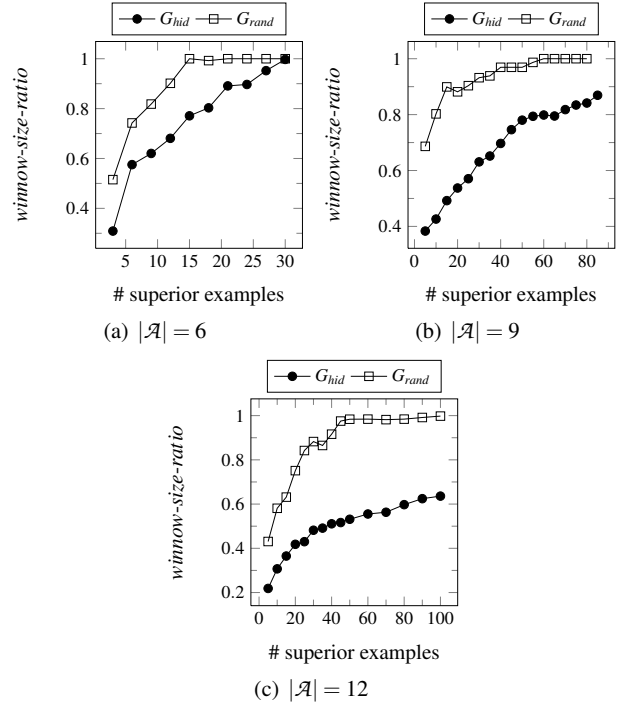 G_hid G_rand
1
0.8
0.6
0.4
winnow-size-ratio
5 10 15 20 25 30
# superior examples
(a) |𝒜| = 6
G_hid G_rand
1
0.8
0.6
0.4
winnow-size-ratio
0 20 40 60 80
# superior examples
(b) |𝒜| = 9
G_hid G_rand
1
0.8
0.6
0.4
0.2
winnow-size-ratio
0 20 40 60 80 100
# superior examples
(c) |𝒜| = 12